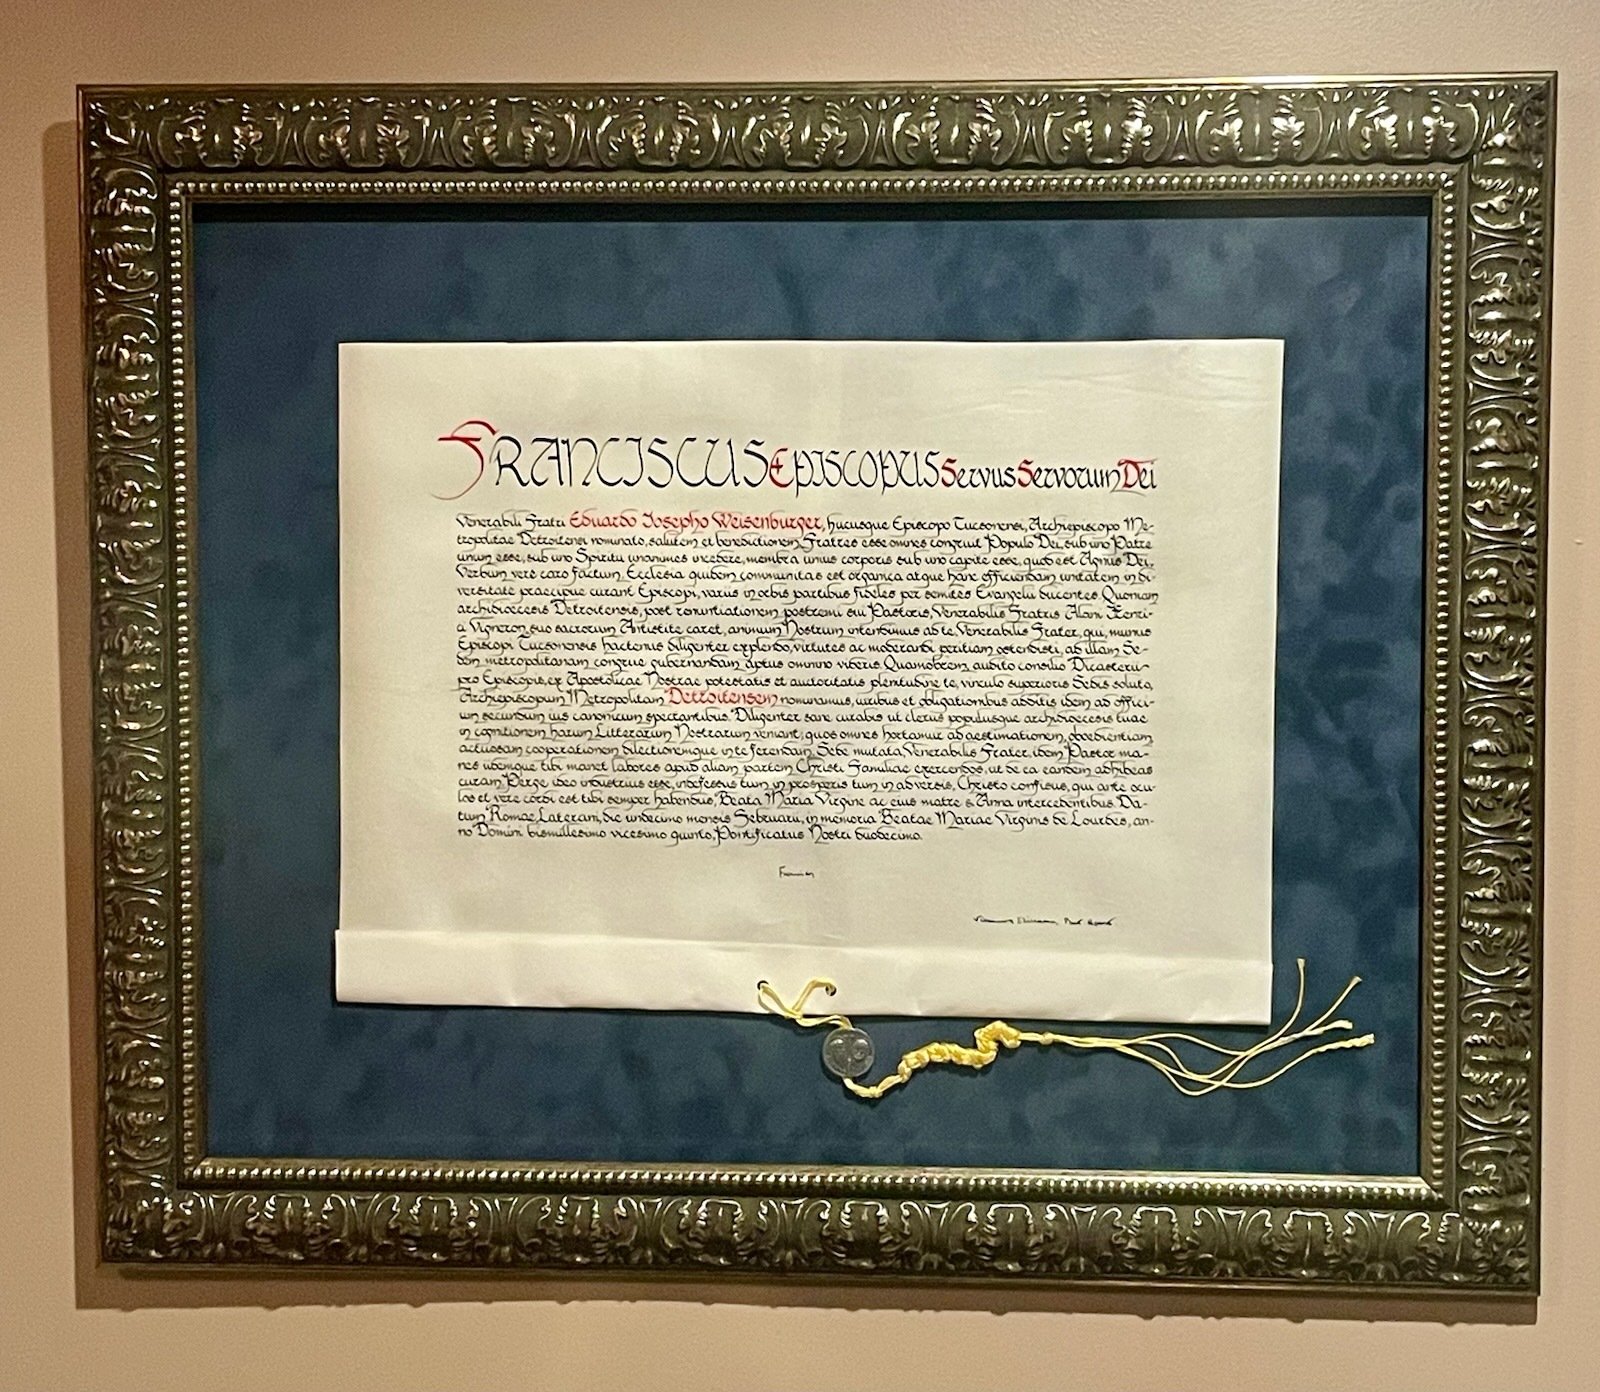 FRANCISCUS EPISCOPUS Servus Servorum Dei
Venerabili Fratri Eduardo Iosepho Weisenburger, hucusque Episcopo Tucsonensi, Archiepiscopo Me-
tropolitae Detroitensi nominato, salutem et benedictionem. Fratres esse omnes congruit Populo Dei, sub uno Patre
unum esse, sub uno Spiritu unanimes incedere, membra unius corporis sub uno capite esse, quod est Agnus Dei,
Verbum vere caro factum. Ecclesia quidem communitas est organica atque hanc efficiendam unitatem in di-
versitate praecipue curant Episcopi, variis in orbis partibus fideles per semitas Evangelii ducentes. Quoniam
archidioecesis Detroitensis, post renuntiationem postremi sui Pastoris, Venerabilis Fratris Alani Henri-
ci Vigneron, suo sacrorum Antistite caret, animum Nostrum intendimus ad te, Venerabilis Frater, qui, munus
Episcopi Tucsonensis hactenus diligenter explendo, virtutes ac moderandi peritiam ostendisti, ad illam Se-
dem metropolitanam congrue gubernandam aptus omnino videris. Quamobrem, audito consilio Dicasterii
pro Episcopis, ex Apostolicae Nostrae potestatis et auctoritatis plenitudine te, vinculo superioris Sedis soluto,
Archiepiscopum Metropolitam Detroitensem nominamus, iuribus et obligationibus additis idem ad offici-
um secundum ius canonicum spectantibus. Diligenter sane curabis ut clerus populusque archidioecesis tuae
in cognitionem harum Litterarum Nostrarum veniant; quos omnes hortamur ad aestimationem, oboedientiam
actuosam cooperationem dilectionemque in te ferendam. Sede mutata, Venerabilis Frater, idem Pastor ma-
nes idemque tibi manet labores apud aliam partem Christi Familiae exercendos, ut de ea eandem adhibeas
curam. Perge ideo industrius esse, indefessus tum in prosperis tum in adversis, Christo confisus, qui ante ocu-
los et vere cordi est tibi semper habendus, Beata Maria Virgine ac eius matre s. Anna intercedentibus. Da-
tum Romae, Laterani, die undecimo mensis Februarii, in memoria Beatae Mariae Virginis de Lourdes, an-
no Domini bismillesimo vicesimo quinto, Pontificatus Nostri duodecimo.